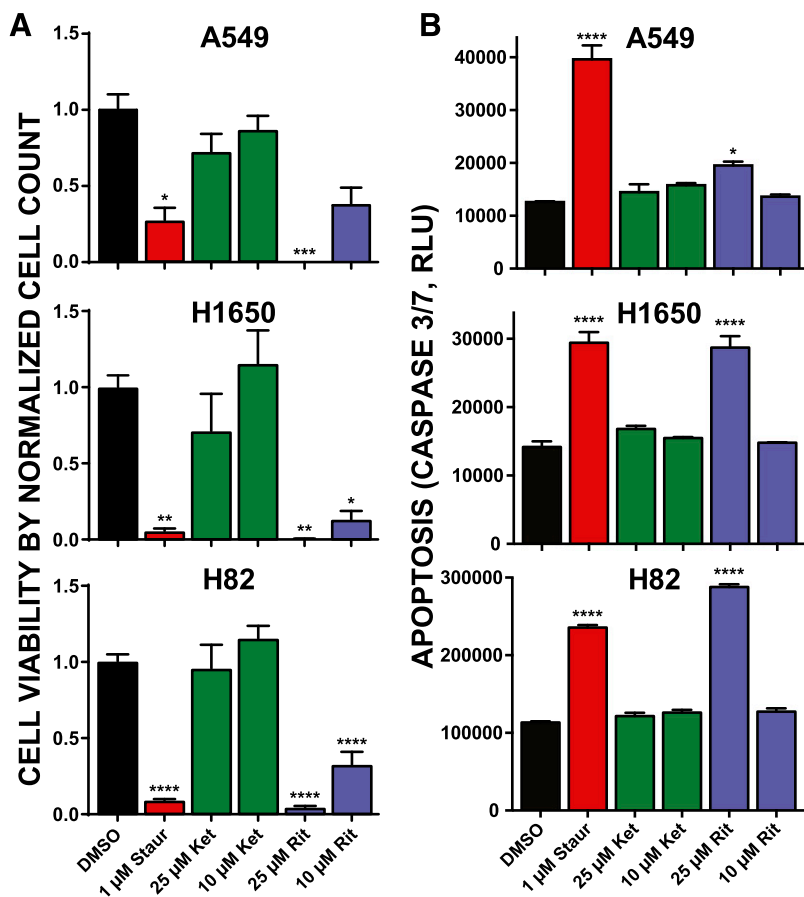 A
CELL VIABILITY BY NORMALIZED CELL COUNT
A549
1.5
1.0
0.5
0.0
*
***
H1650
1.5
1.0
0.5
0.0
**
**
*
H82
1.5
1.0
0.5
0.0
****
****
****
DMSO
1 µM Staur
25 µM Ket
10 µM Ket
25 µM Rit
10 µM Rit
B
APOPTOSIS (CASPASE 3/7, RLU)
A549
40000
30000
20000
10000
0
****
*
H1650
30000
20000
10000
0
****
****
H82
300000
200000
100000
0
****
****
DMSO
1 µM Staur
25 µM Ket
10 µM Ket
25 µM Rit
10 µM Rit